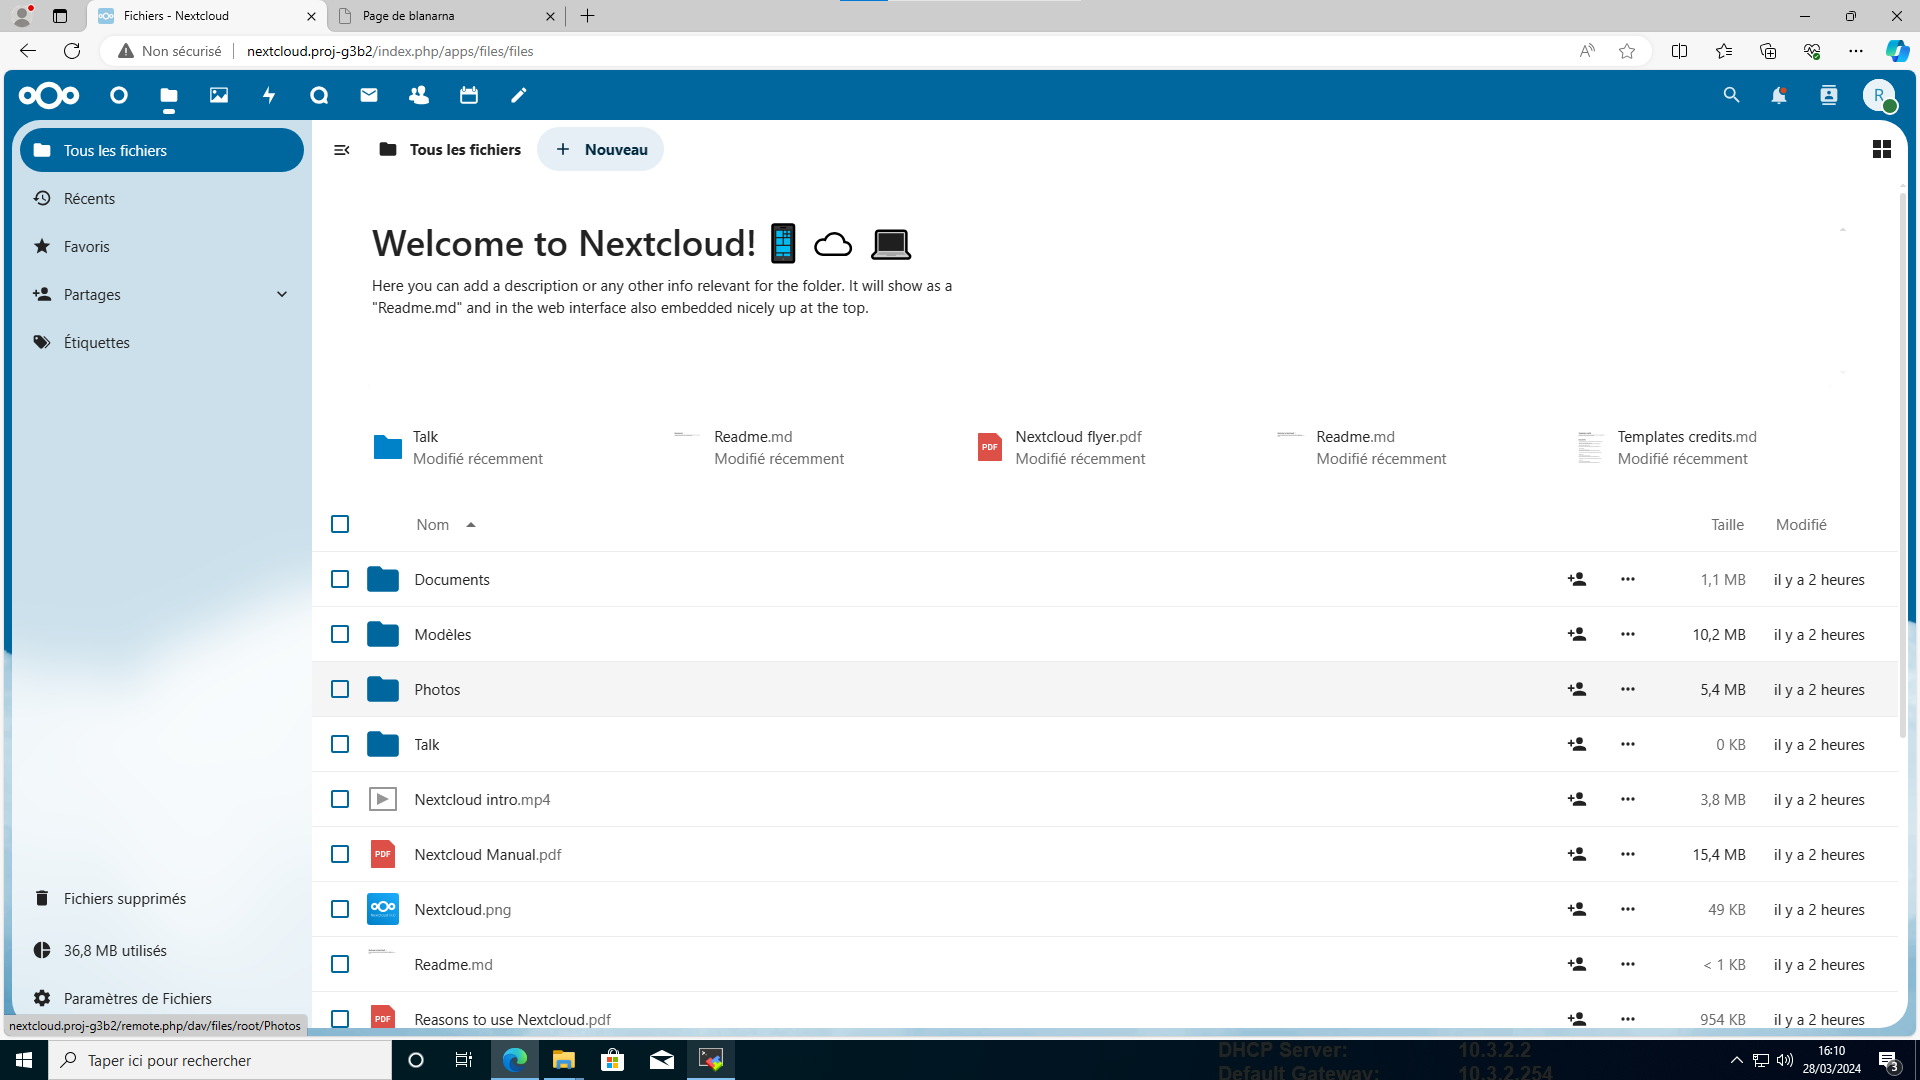 Fichiers - Nextcloud
Page de blanarna
Non sécurisé
nextcloud.proj-g3b2/index.php/apps/files/files
R
Tous les fichiers
Récents
Favoris
Partages
Étiquettes
Tous les fichiers
Nouveau
Welcome to Nextcloud!
Here you can add a description or any other info relevant for the folder. It will show as a
"Readme.md" and in the web interface also embedded nicely up at the top.
Talk
Modifié récemment
Readme.md
Modifié récemment
PDF
Nextcloud flyer.pdf
Modifié récemment
Readme.md
Modifié récemment
Templates credits.md
Modifié récemment
Nom Taille Modifié
Documents 1,1 MB il y a 2 heures
Modèles 10,2 MB il y a 2 heures
Photos 5,4 MB il y a 2 heures
Talk 0 KB il y a 2 heures
Nextcloud intro.mp4 3,8 MB il y a 2 heures
PDF Nextcloud Manual.pdf 15,4 MB il y a 2 heures
Nextcloud.png 49 KB il y a 2 heures
Readme.md < 1 KB il y a 2 heures
PDF Reasons to use Nextcloud.pdf 954 KB il y a 2 heures
Fichiers supprimés
36,8 MB utilisés
Paramètres de Fichiers
nextcloud.proj-g3b2/remote.php/dav/files/root/Photos
Taper ici pour rechercher
DHCP Server: 10.3.2.2
Default Gateway: 10.3.2.254
16:10
28/03/2024
3